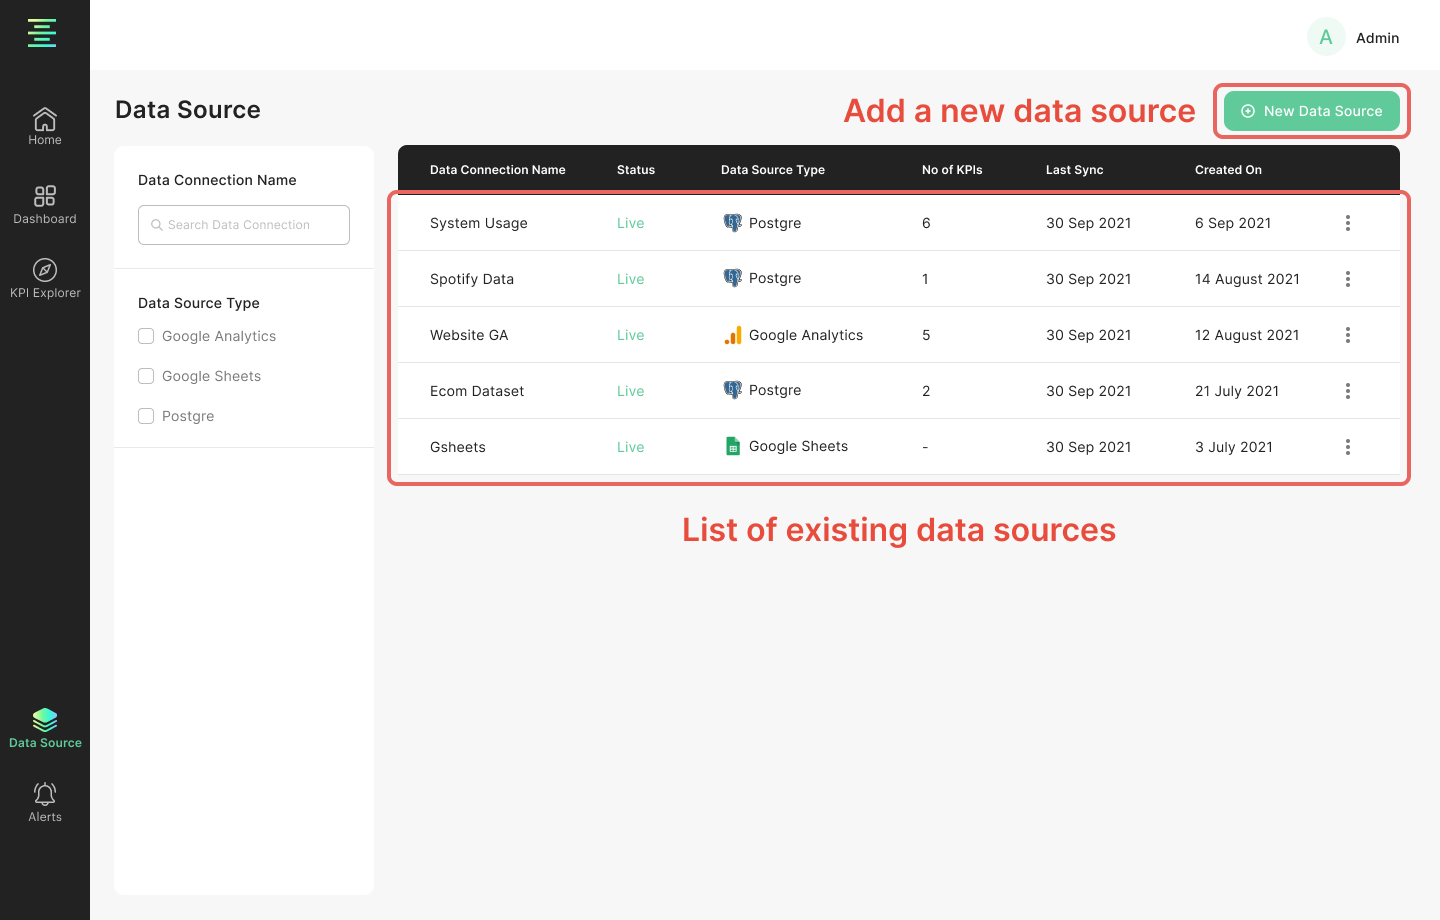 A Admin
Home
Dashboard
KPI Explorer
Data Source
Alerts
Data Source
Add a new data source
New Data Source
Data Connection Name
Search Data Connection
Data Source Type
Google Analytics
Google Sheets
Postgre
Data Connection Name Status Data Source Type No of KPIs Last Sync Created On
System Usage Live Postgre 6 30 Sep 2021 6 Sep 2021
Spotify Data Live Postgre 1 30 Sep 2021 14 August 2021
Website GA Live Google Analytics 5 30 Sep 2021 12 August 2021
Ecom Dataset Live Postgre 2 30 Sep 2021 21 July 2021
Gsheets Live Google Sheets - 30 Sep 2021 3 July 2021
List of existing data sources